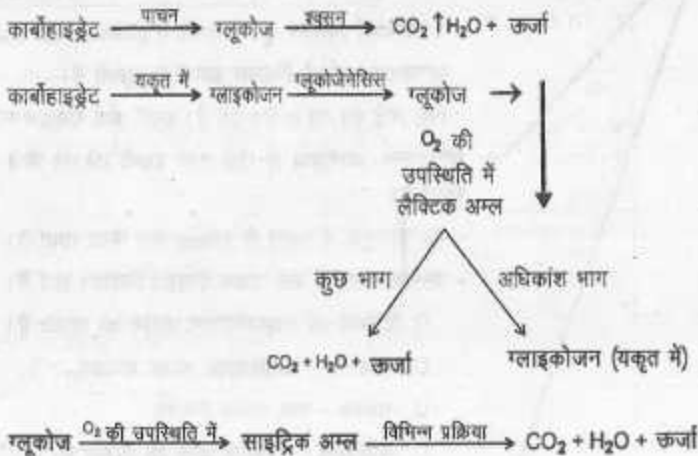 कार्बोहाइड्रेट पाचन ग्लूकोज श्वसन CO₂ ↑ H₂O + ऊर्जा
कार्बोहाइड्रेट यकृत में ग्लाइकोजन ग्लूकोजेनेसिस ग्लूकोज
O₂ की
उपस्थिति में
लैक्टिक अम्ल
कुछ भाग अधिकांश भाग
CO₂ + H₂O + ऊर्जा ग्लाइकोजन (यकृत में)
ग्लूकोज O₂ की उपस्थिति में साइट्रिक अम्ल विभिन्न प्रक्रिया CO₂ + H₂O + ऊर्जा